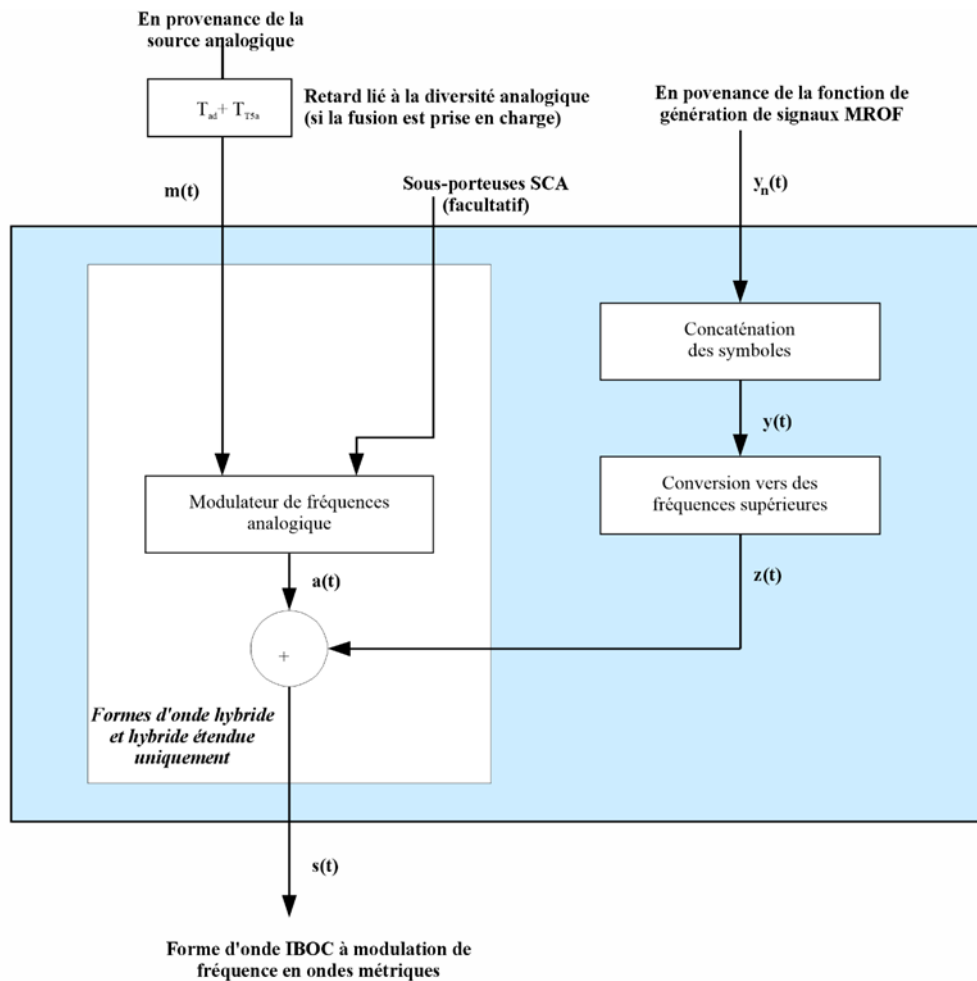 En provenance de la
source analogique
T_ad + T_T5a
Retard lié à la diversité analogique
(si la fusion est prise en charge)
En povenance de la fonction de
génération de signaux MROF
m(t)
Sous-porteuses SCA
(facultatif)
y_n(t)
Concaténation
des symboles
y(t)
Modulateur de fréquences
analogique
Conversion vers des
fréquences supérieures
a(t)
z(t)
+
Formes d'onde hybride
et hybride étendue
uniquement
s(t)
Forme d'onde IBOC à modulation de
fréquence en ondes métriques